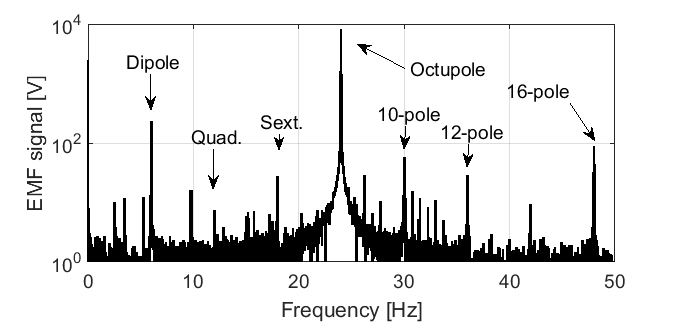 10^4
Dipole
Octupole
16-pole
10-pole
Sext.
12-pole
Quad.
10^2
EMF signal [V]
10^0
0 10 20 30 40 50
Frequency [Hz]